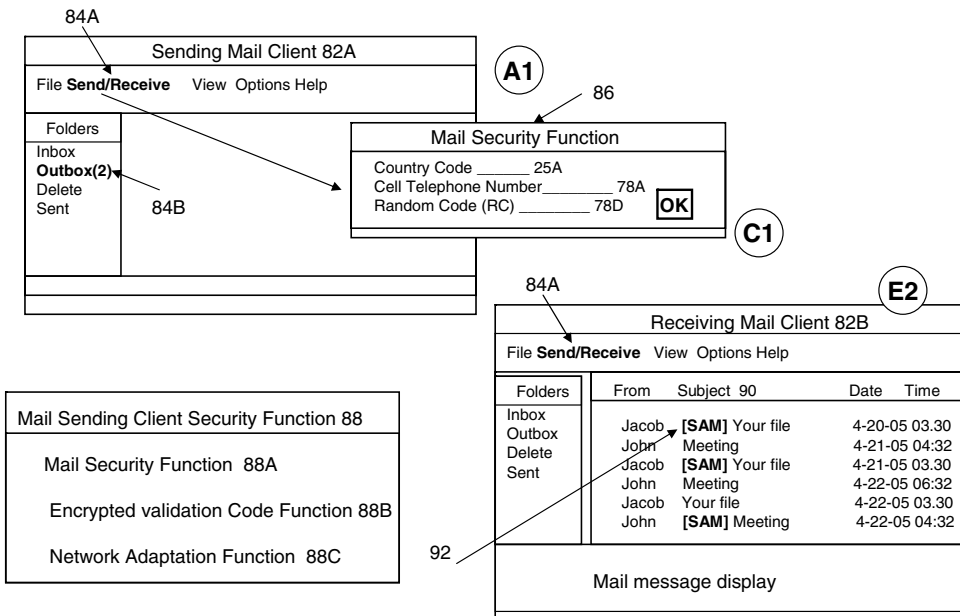 84A
Sending Mail Client 82A
File Send/Receive View Options Help
A1
86
Folders
Inbox
Outbox(2)
Delete
Sent
84B
Mail Security Function
Country Code ______ 25A
Cell Telephone Number________ 78A
Random Code (RC) ________ 78D
OK
C1
84A
E2
Receiving Mail Client 82B
File Send/Receive View Options Help
Folders
Inbox
Outbox
Delete
Sent
From Subject 90 Date Time
Jacob [SAM] Your file 4-20-05 03.30
John Meeting 4-21-05 04:32
Jacob [SAM] Your file 4-21-05 03.30
John Meeting 4-22-05 06:32
Jacob Your file 4-22-05 03.30
John [SAM] Meeting 4-22-05 04:32
92
Mail message display
Mail Sending Client Security Function 88
Mail Security Function 88A
Encrypted validation Code Function 88B
Network Adaptation Function 88C